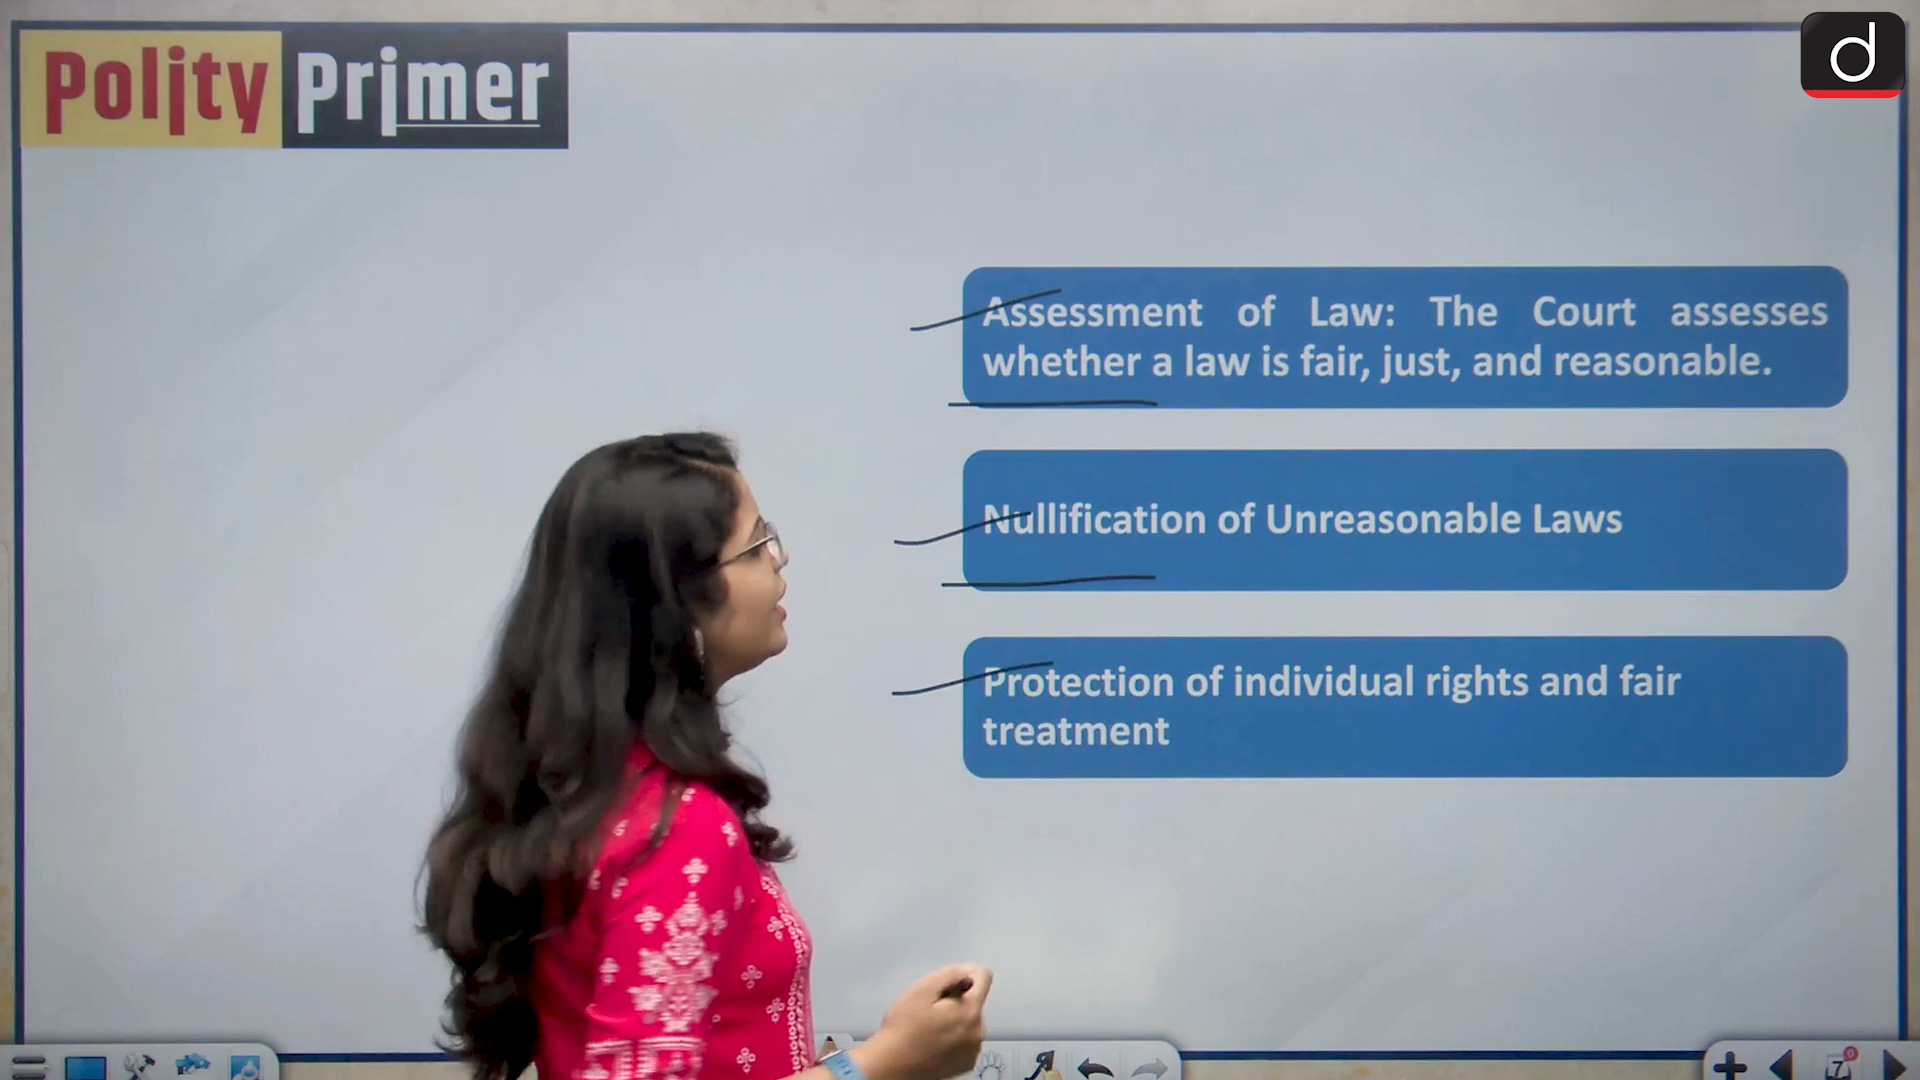 Polity Primer
d
Assessment of Law: The Court assesses
whether a law is fair, just, and reasonable.
Nullification of Unreasonable Laws
Protection of individual rights and fair
treatment
7